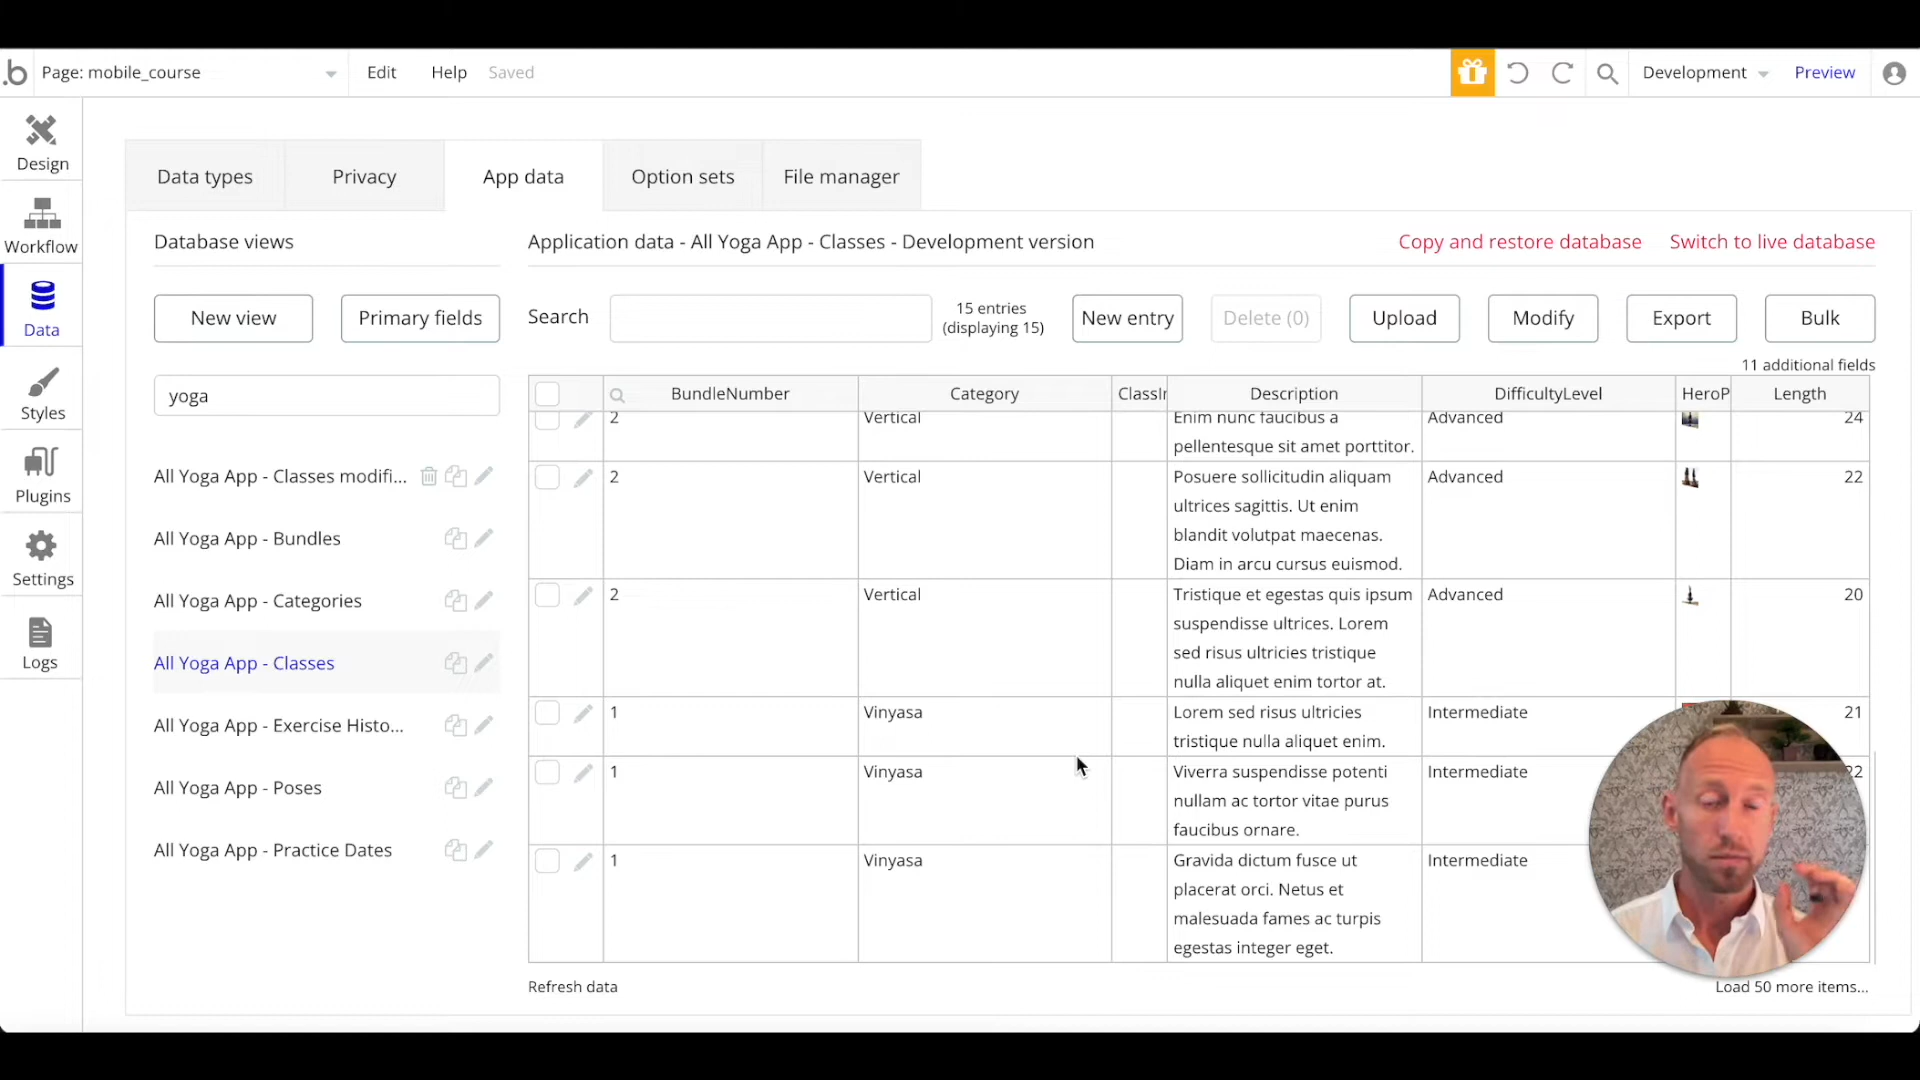 .b Page: mobile_course Edit Help Saved Development Preview
Design
Workflow
Data
Styles
Plugins
Settings
Logs
Data types Privacy App data Option sets File manager
Database views
New view Primary fields
yoga
All Yoga App - Classes modifi...
All Yoga App - Bundles
All Yoga App - Categories
All Yoga App - Classes
All Yoga App - Exercise Histo...
All Yoga App - Poses
All Yoga App - Practice Dates
Application data - All Yoga App - Classes - Development version Copy and restore database Switch to live database
Search 15 entries
(displaying 15)
New entry Delete (0) Upload Modify Export Bulk
11 additional fields
BundleNumber Category ClassIr Description DifficultyLevel HeroP Length
2 Vertical Enim nunc faucibus a Advanced 24
pellentesque sit amet porttitor.
2 Vertical Posuere sollicitudin aliquam Advanced 22
ultrices sagittis. Ut enim
blandit volutpat maecenas.
Diam in arcu cursus euismod.
2 Vertical Tristique et egestas quis ipsum Advanced 20
suspendisse ultrices. Lorem
sed risus ultricies tristique
nulla aliquet enim tortor at.
1 Vinyasa Lorem sed risus ultricies Intermediate 21
tristique nulla aliquet enim.
1 Vinyasa Viverra suspendisse potenti Intermediate 22
nullam ac tortor vitae purus
faucibus ornare.
1 Vinyasa Gravida dictum fusce ut Intermediate
placerat orci. Netus et
malesuada fames ac turpis
egestas integer eget.
Refresh data Load 50 more items...